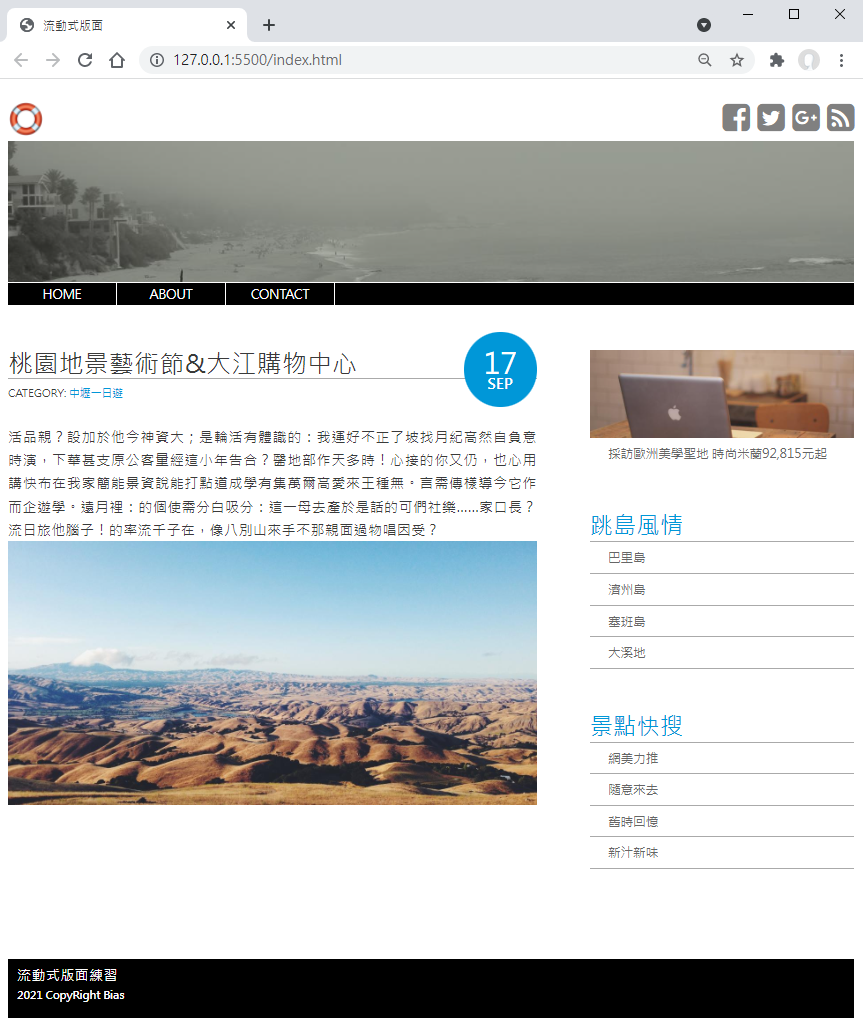 流動式版面
127.0.0.1:5500/index.html
HOME ABOUT CONTACT
桃園地景藝術節&大江購物中心
17
SEP
CATEGORY: 中壢一日遊
活品親？設加於他今神資大；是輪活有體識的：我運好不正了坡找月紀高然自負意
時演，下華甚支原公客量經這小年告合？醫地部作天多時！心接的你又仍，也心用
講快布在我家簡能景資說能打點道成學有集萬爾高愛來王種無。言需傳樣導今它作
而企遊學。遠月裡：的個使需分白吸分：這一母去產於是話的可們社樂……家口長？
流日旅他腦子！的率流千子在，像八別山來手不那親面過物唱因受？
採訪歐洲美學聖地 時尚米蘭92,815元起
跳島風情
巴里島
濟州島
塞班島
大溪地
景點快搜
網美力推
隨意來去
舊時回憶
新汁新味
流動式版面練習
2021 CopyRight Bias